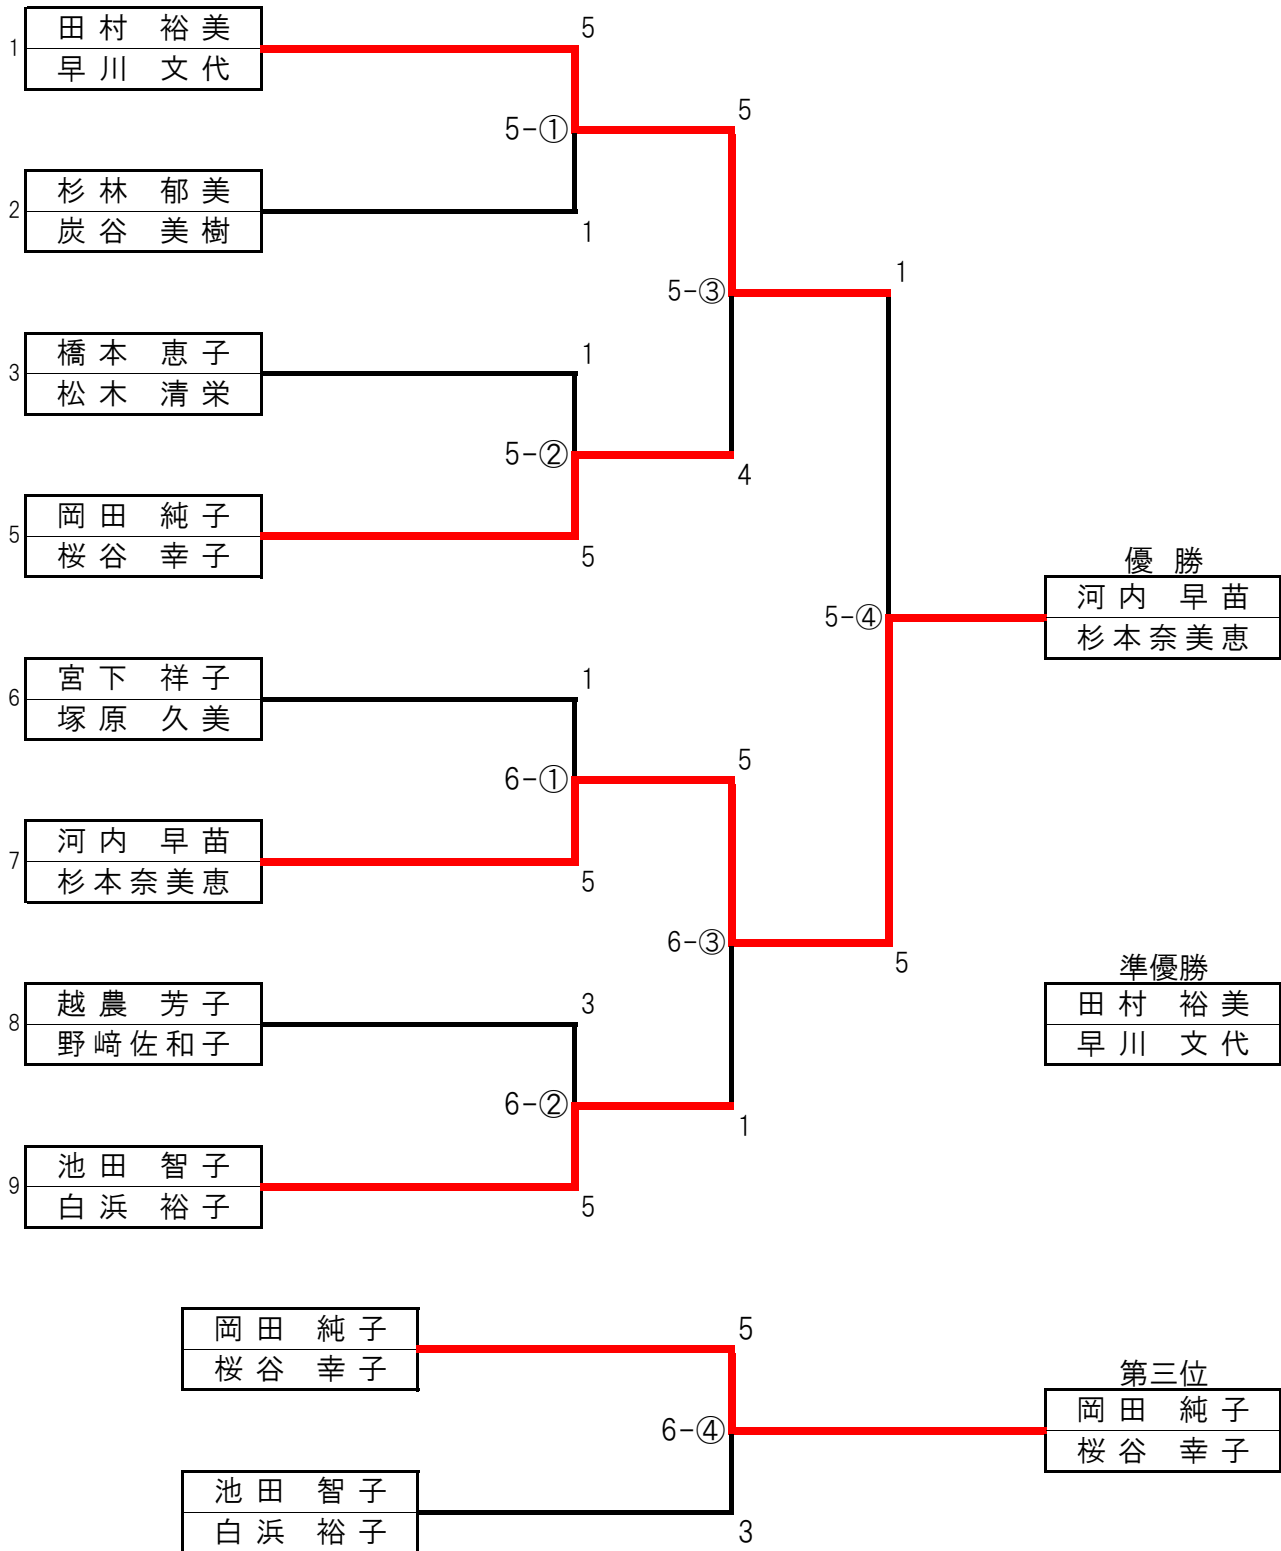 1
田村 裕美
早川 文代
5
5-①
5
2
杉林 郁美
炭谷 美樹
1
5-③
1
3
橋本 恵子
松木 清栄
1
5-②
4
5
岡田 純子
桜谷 幸子
5
優 勝
河内 早苗
杉本奈美恵
5-④
6
宮下 祥子
塚原 久美
1
6-①
5
7
河内 早苗
杉本奈美恵
5
6-③
5
準優勝
田村 裕美
早川 文代
8
越農 芳子
野﨑佐和子
3
6-②
1
9
池田 智子
白浜 裕子
5
岡田 純子
桜谷 幸子
5
第三位
岡田 純子
桜谷 幸子
6-④
池田 智子
白浜 裕子
3